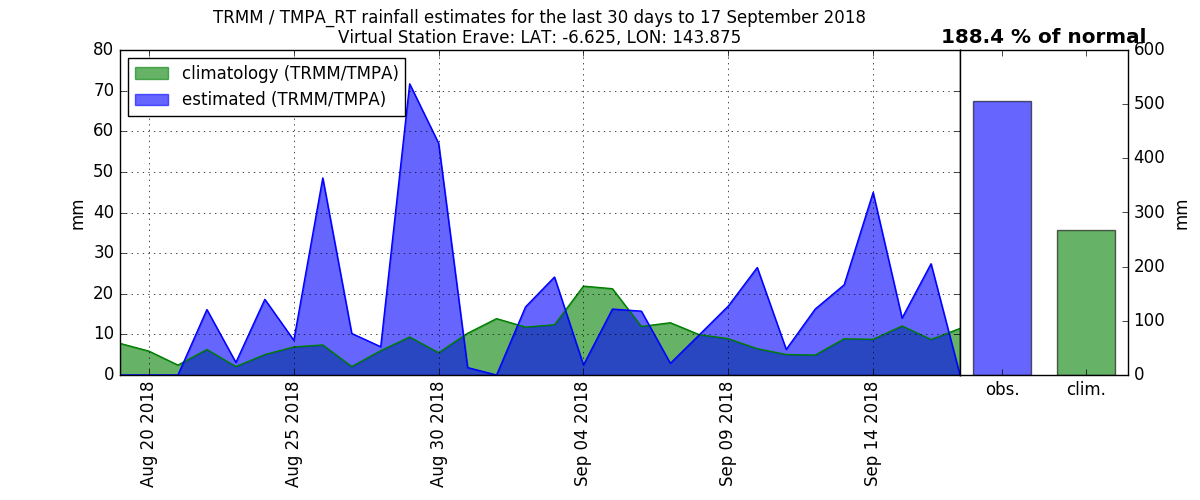 TRMM / TMPA_RT rainfall estimates for the last 30 days to 17 September 2018
Virtual Station Erave: LAT: -6.625, LON: 143.875
188.4 % of normal
climatology (TRMM/TMPA)
estimated (TRMM/TMPA)
80
70
60
50
40
30
20
10
0
mm
Aug 20 2018
Aug 25 2018
Aug 30 2018
Sep 04 2018
Sep 09 2018
Sep 14 2018
600
500
400
300
200
100
0
mm
obs.
clim.